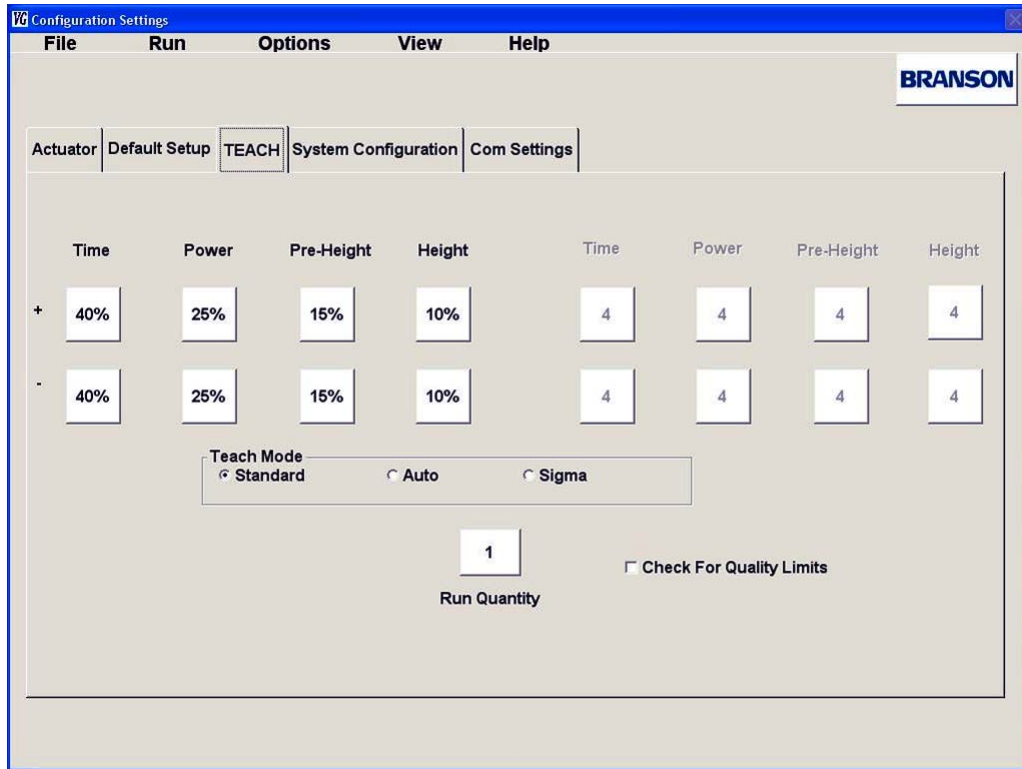 VG Configuration Settings
File Run Options View Help
BRANSON
Actuator Default Setup TEACH System Configuration Com Settings
Time Power Pre-Height Height Time Power Pre-Height Height
+ 40% 25% 15% 10% 4 4 4 4
- 40% 25% 15% 10% 4 4 4 4
Teach Mode
Standard Auto Sigma
1
Check For Quality Limits
Run Quantity